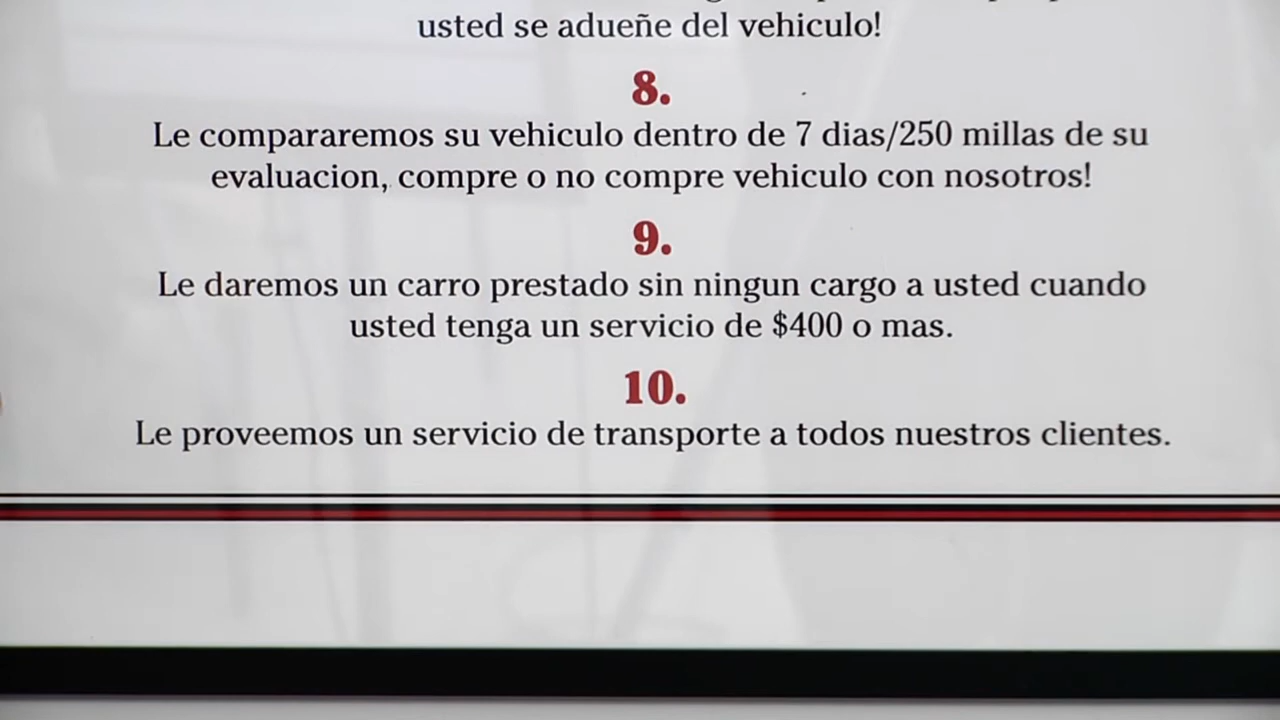 usted se adueñe del vehiculo!
8.
Le compararemos su vehiculo dentro de 7 dias/250 millas de su
evaluacion, compre o no compre vehiculo con nosotros!
9.
Le daremos un carro prestado sin ningun cargo a usted cuando
usted tenga un servicio de $400 o mas.
10.
Le proveemos un servicio de transporte a todos nuestros clientes.